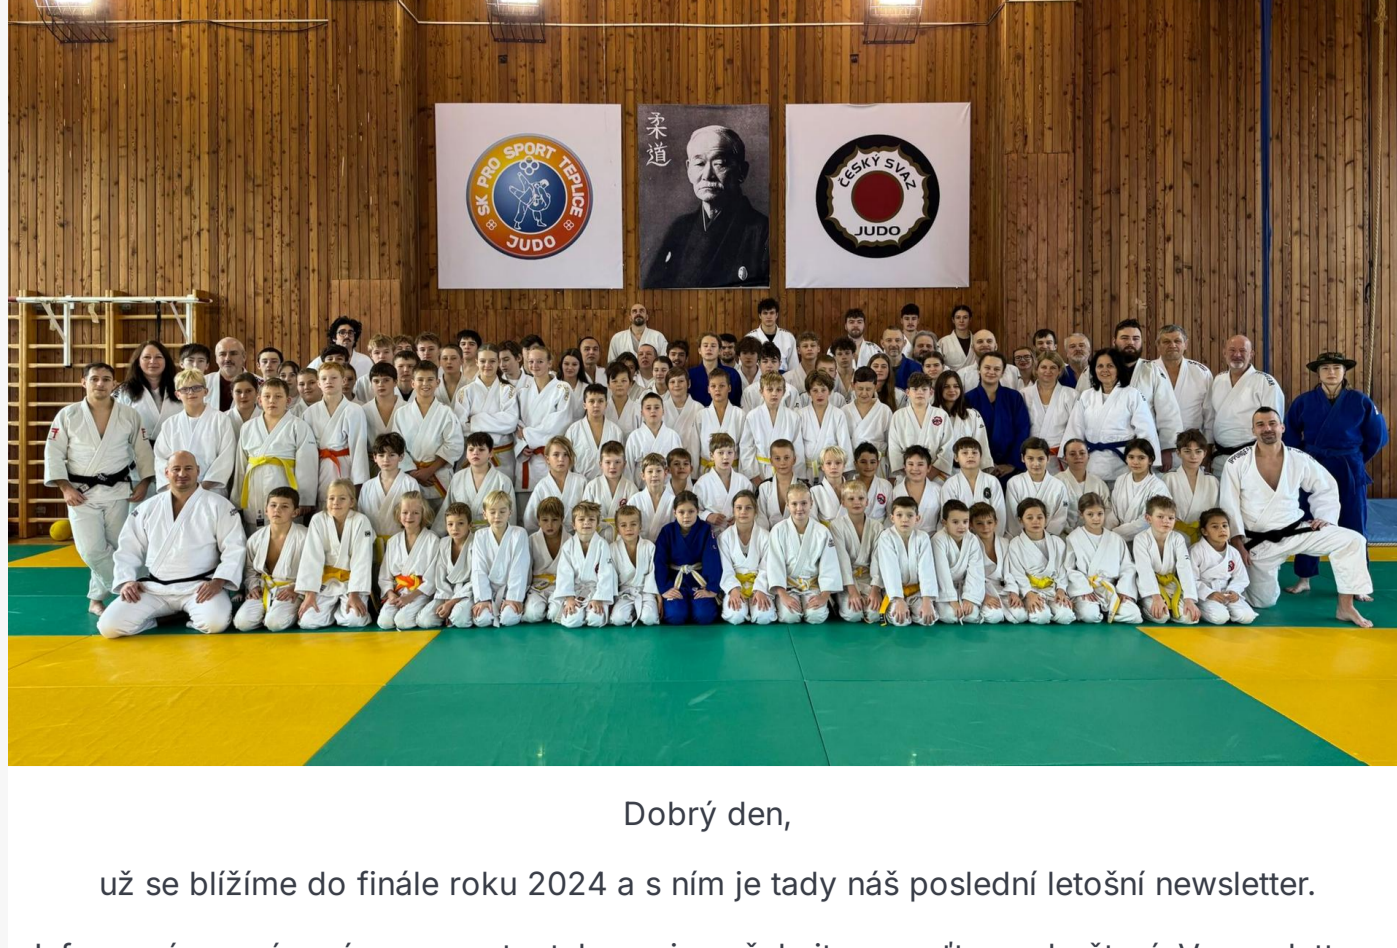 SK PRO SPORT TEPLICE
JUDO
柔道
ČESKÝ SVAZ
JUDO
Dobrý den,
už se blížíme do finále roku 2024 a s ním je tady náš poslední letošní newsletter.